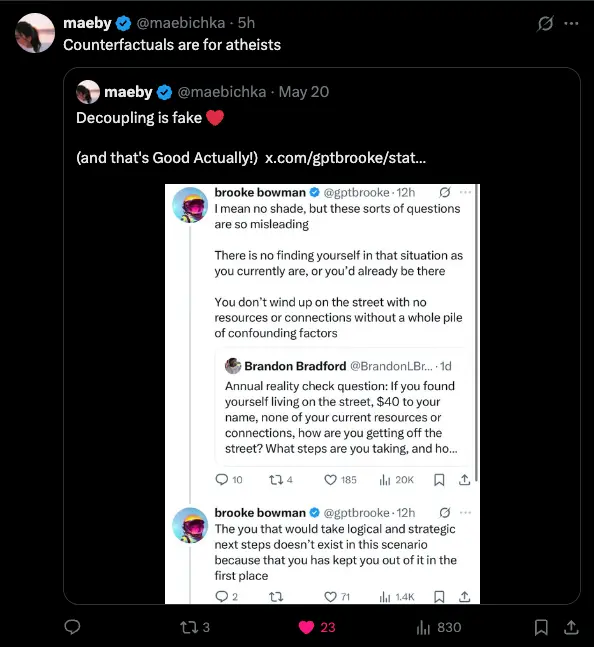 maeby @maebichka · 5h
Counterfactuals are for atheists
maeby @maebichka · May 20
Decoupling is fake ❤️
(and that's Good Actually!) x.com/gptbrooke/stat...
brooke bowman @gptbrooke · 12h
I mean no shade, but these sorts of questions
are so misleading
There is no finding yourself in that situation as
you currently are, or you'd already be there
You don't wind up on the street with no
resources or connections without a whole pile
of confounding factors
Brandon Bradford @BrandonLBr... · 1d
Annual reality check question: If you found
yourself living on the street, $40 to your
name, none of your current resources or
connections, how are you getting off the
street? What steps are you taking, and ho...
10 4 185 20K
brooke bowman @gptbrooke · 12h
The you that would take logical and strategic
next steps doesn't exist in this scenario
because that you has kept you out of it in the
first place
2 71 1.4K
3 23 830